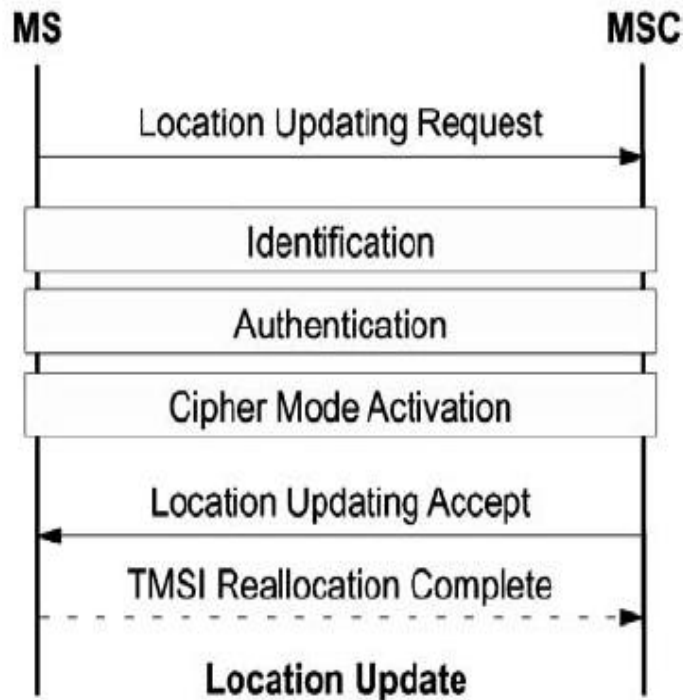 MS MSC
Location Updating Request
Identification
Authentication
Cipher Mode Activation
Location Updating Accept
TMSI Reallocation Complete
Location Update